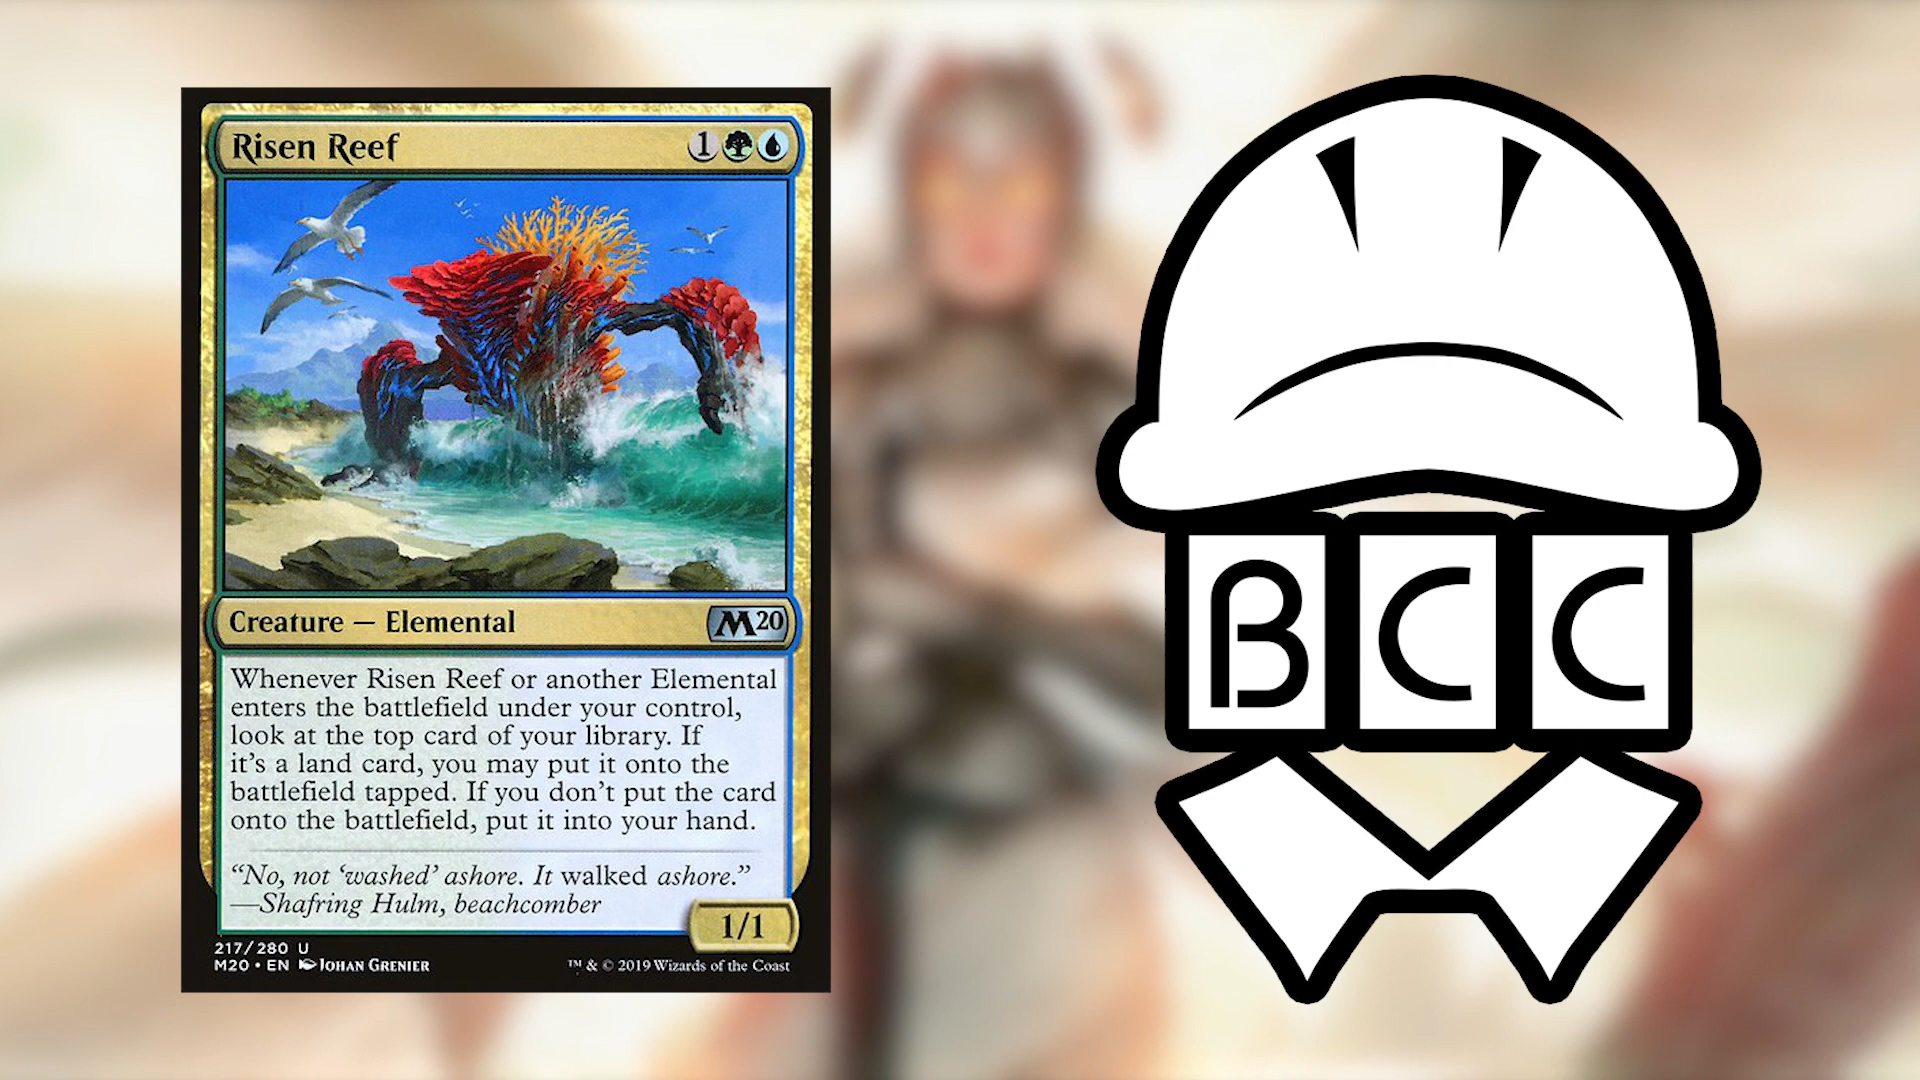 Risen Reef
1
Creature — Elemental
M20
Whenever Risen Reef or another Elemental
enters the battlefield under your control,
look at the top card of your library. If
it's a land card, you may put it onto the
battlefield tapped. If you don't put the card
onto the battlefield, put it into your hand.
“No, not ‘washed’ ashore. It walked ashore.”
—Shafring Hulm, beachcomber
1/1
217/280 U
M20 • EN Johan Grenier
™ & © 2019 Wizards of the Coast
BCC